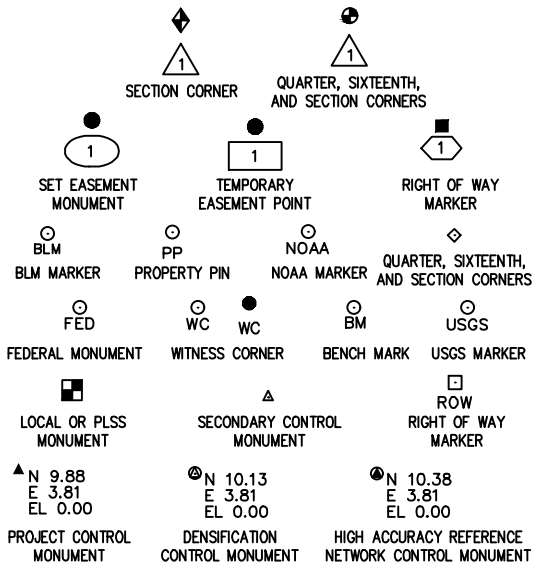 1
1
SECTION CORNER
QUARTER, SIXTEENTH,
AND SECTION CORNERS
1
1
1
SET EASEMENT
MONUMENT
TEMPORARY
EASEMENT POINT
RIGHT OF WAY
MARKER
BLM
PP
NOAA
BLM MARKER
PROPERTY PIN
NOAA MARKER
QUARTER, SIXTEENTH,
AND SECTION CORNERS
FED
WC
WC
BM
USGS
FEDERAL MONUMENT
WITNESS CORNER
BENCH MARK
USGS MARKER
ROW
LOCAL OR PLSS
MONUMENT
SECONDARY CONTROL
MONUMENT
RIGHT OF WAY
MARKER
N 9.88
E 3.81
EL 0.00
N 10.13
E 3.81
EL 0.00
N 10.38
E 3.81
EL 0.00
PROJECT CONTROL
MONUMENT
DENSIFICATION
CONTROL MONUMENT
HIGH ACCURACY REFERENCE
NETWORK CONTROL MONUMENT